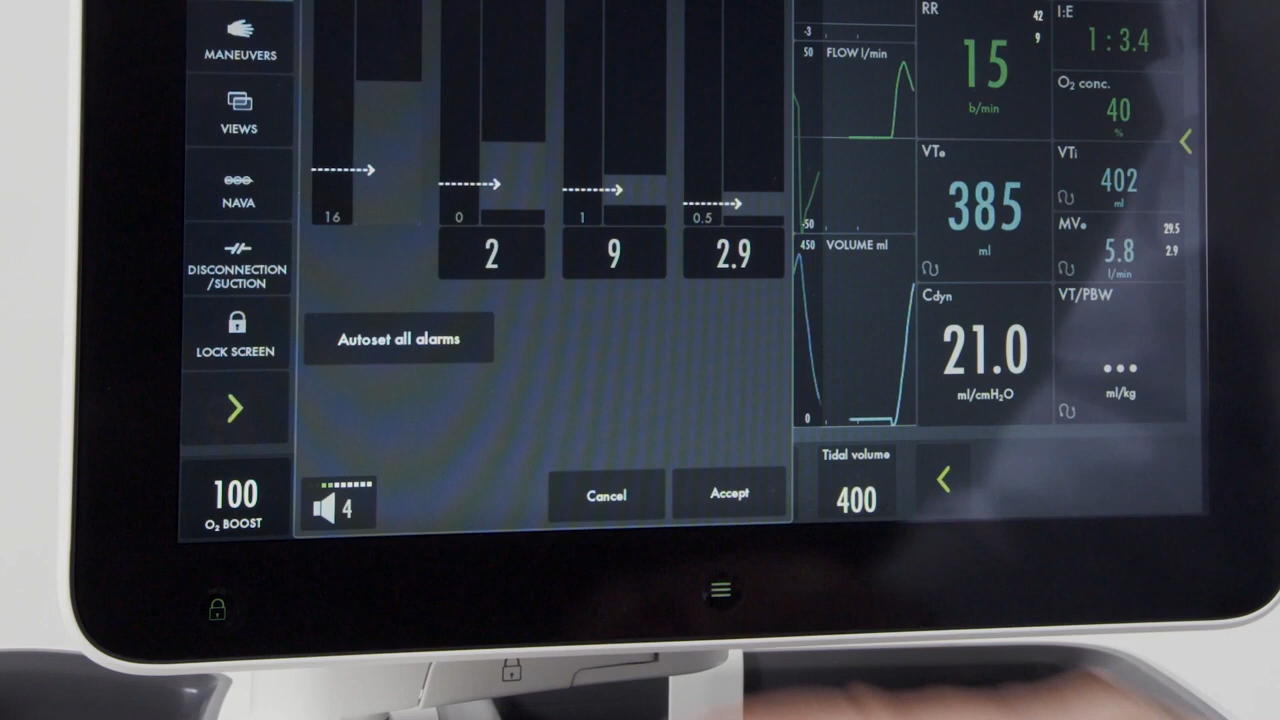 MANEUVERS
VIEWS
NAVA
DISCONNECTION
/SUCTION
LOCK SCREEN
100
O₂ BOOST
16
0
1
0.5
2
9
2.9
Autoset all alarms
4
Cancel
Accept
-3
50
FLOW l/min
-50
450
VOLUME ml
0
Tidal volume
400
RR
42
9
15
b/min
I:E
1 : 3.4
O₂ conc.
40
%
VTe
385
ml
VTi
402
ml
MVe
29.5
2.9
5.8
l/min
Cdyn
21.0
ml/cmH₂O
VT/PBW
...
ml/kg